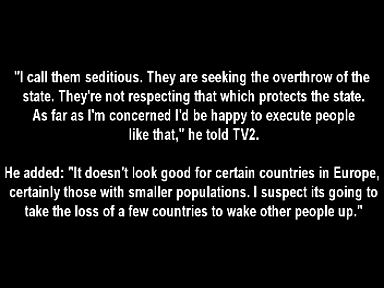 "I call them seditious. They are seeking the overthrow of the
state. They're not respecting that which protects the state.
As far as I'm concerned I'd be happy to execute people
like that," he told TV2.
He added: "It doesn't look good for certain countries in Europe,
certainly those with smaller populations. I suspect its going to
take the loss of a few countries to wake other people up."